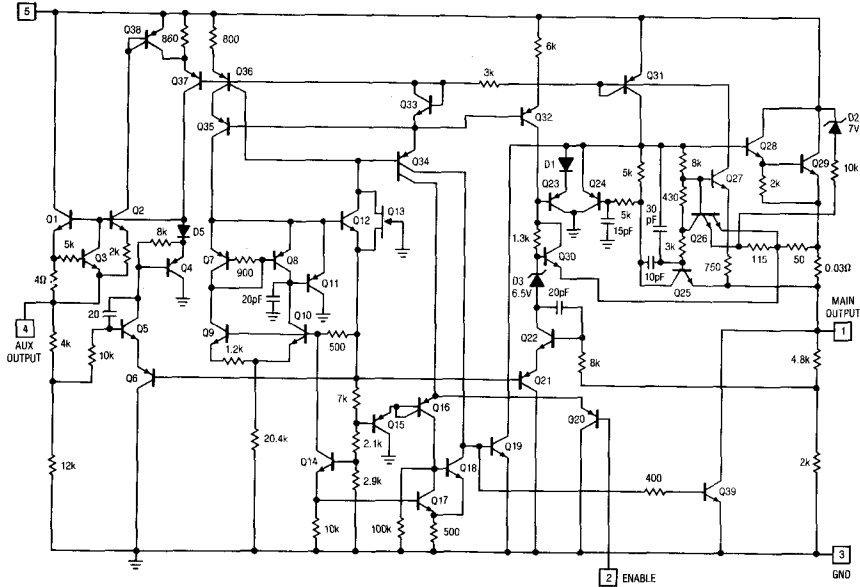 5
Q38
860
800
6k
Q37
Q36
3k
Q31
Q33
Q35
Q32
D2
7V
Q28
Q34
Q29
D1
5k
8k
Q27
10k
Q23
Q24
430
2k
Q1
Q2
Q12
Q13
30
pF
5k
15pF
Q26
8k
D5
5k
Q3
2k
1.3k
Q30
3k
Q4
Q7
Q8
115
50
4Ω
900
Q11
D3
6.5V
10pF
Q25
750
0.03Ω
20pF
20pF
MAIN
OUTPUT
4
AUX
OUTPUT
20
Q5
Q9
Q10
500
Q22
1
4k
10k
1.2k
8k
4.8k
Q6
Q21
7k
Q16
Q15
Q20
20.4k
2.1k
Q14
Q18
Q19
12k
2.9k
400
2k
Q17
Q39
10k
100k
500
3
GND
2 ENABLE